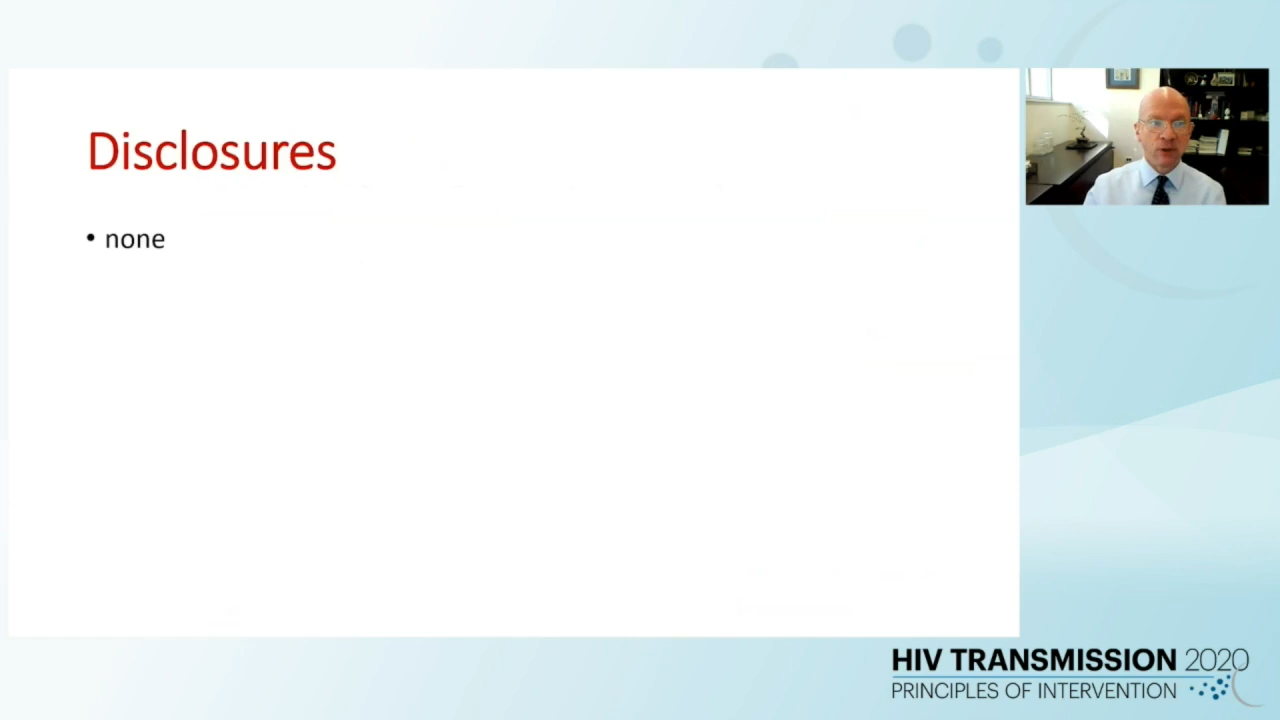 Disclosures
• none
HIV TRANSMISSION 2020
PRINCIPLES OF INTERVENTION